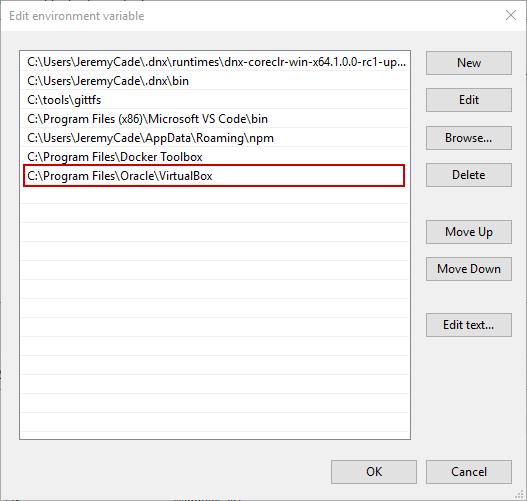 Edit environment variable
C:\Users\JeremyCade\.dnx\runtimes\dnx-coreclr-win-x64.1.0.0-rc1-up...
C:\Users\JeremyCade\.dnx\bin
C:\tools\gittfs
C:\Program Files (x86)\Microsoft VS Code\bin
C:\Users\JeremyCade\AppData\Roaming\npm
C:\Program Files\Docker Toolbox
C:\Program Files\Oracle\VirtualBox
New
Edit
Browse...
Delete
Move Up
Move Down
Edit text...
OK
Cancel